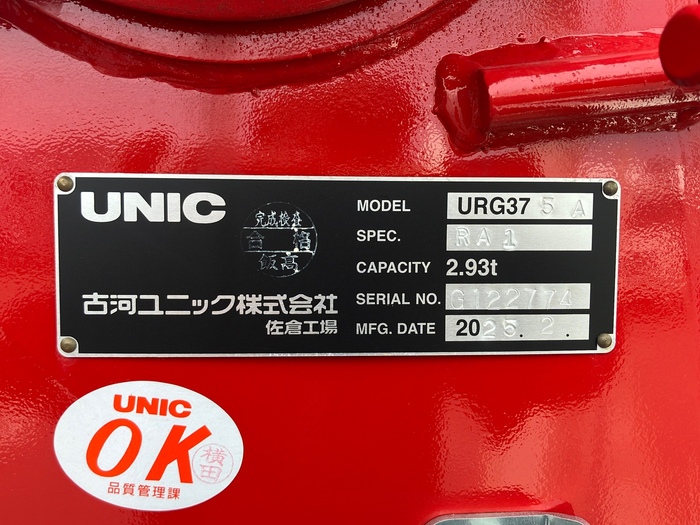 UNIC
完成検査
合格
飯高
古河ユニック株式会社
佐倉工場
MODEL URG375A
SPEC. RA1
CAPACITY 2.93t
SERIAL NO. G122774
MFG. DATE 2025.2.
UNIC
OK
横田
品質管理課